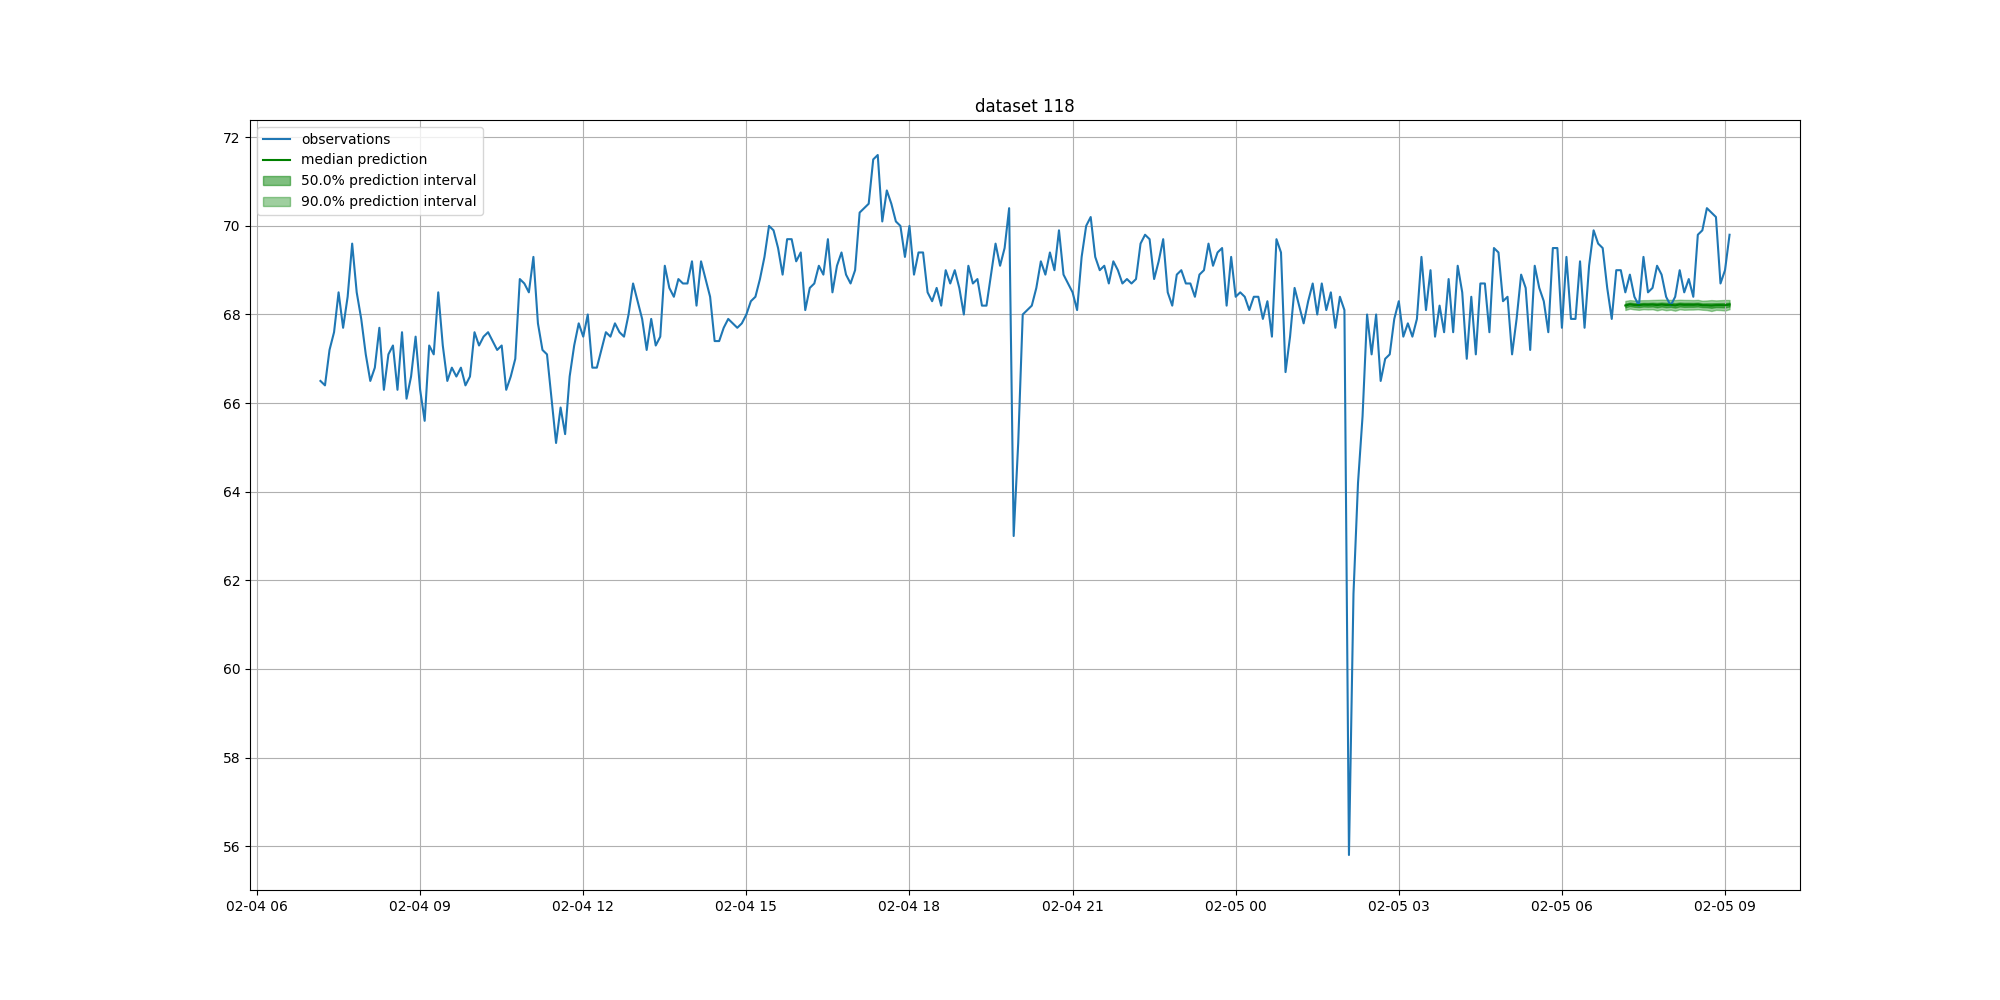 dataset 118
observations
median prediction
50.0% prediction interval
90.0% prediction interval
72
70
68
66
64
62
60
58
56
02-04 06 02-04 09 02-04 12 02-04 15 02-04 18 02-04 21 02-05 00 02-05 03 02-05 06 02-05 09